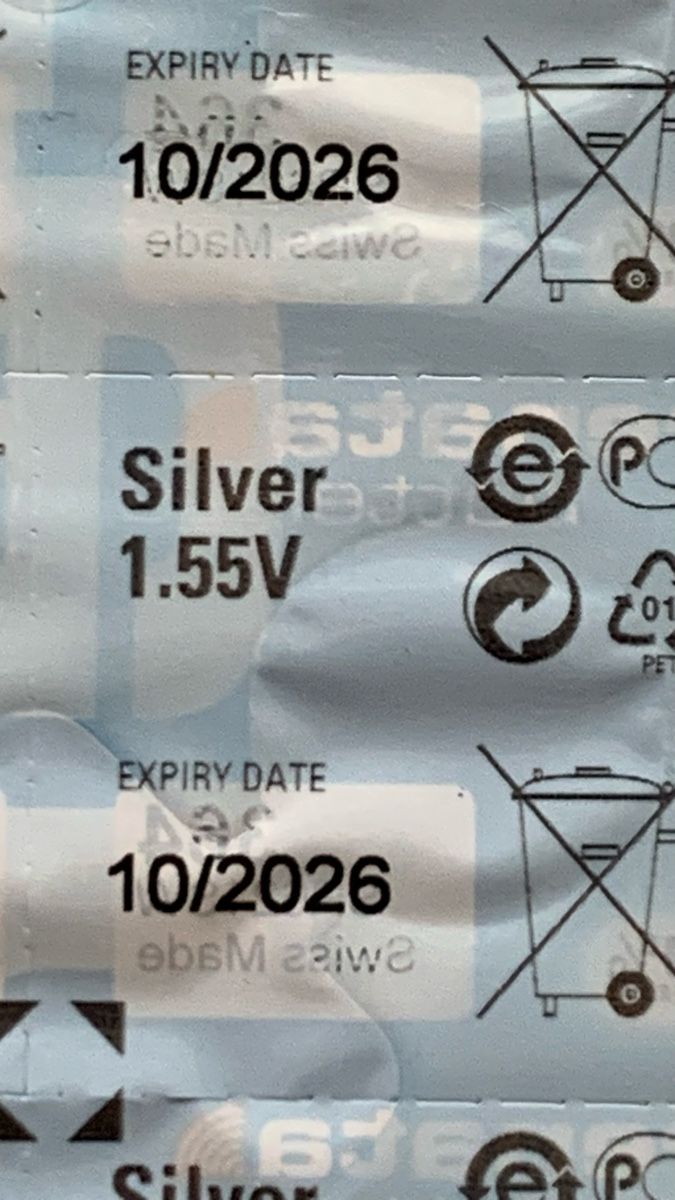 EXPIRY DATE
364
10/2026
Swiss Made
Silver
1.55V
e
P
01
PET
EXPIRY DATE
364
10/2026
Swiss Made
Silver
e
P